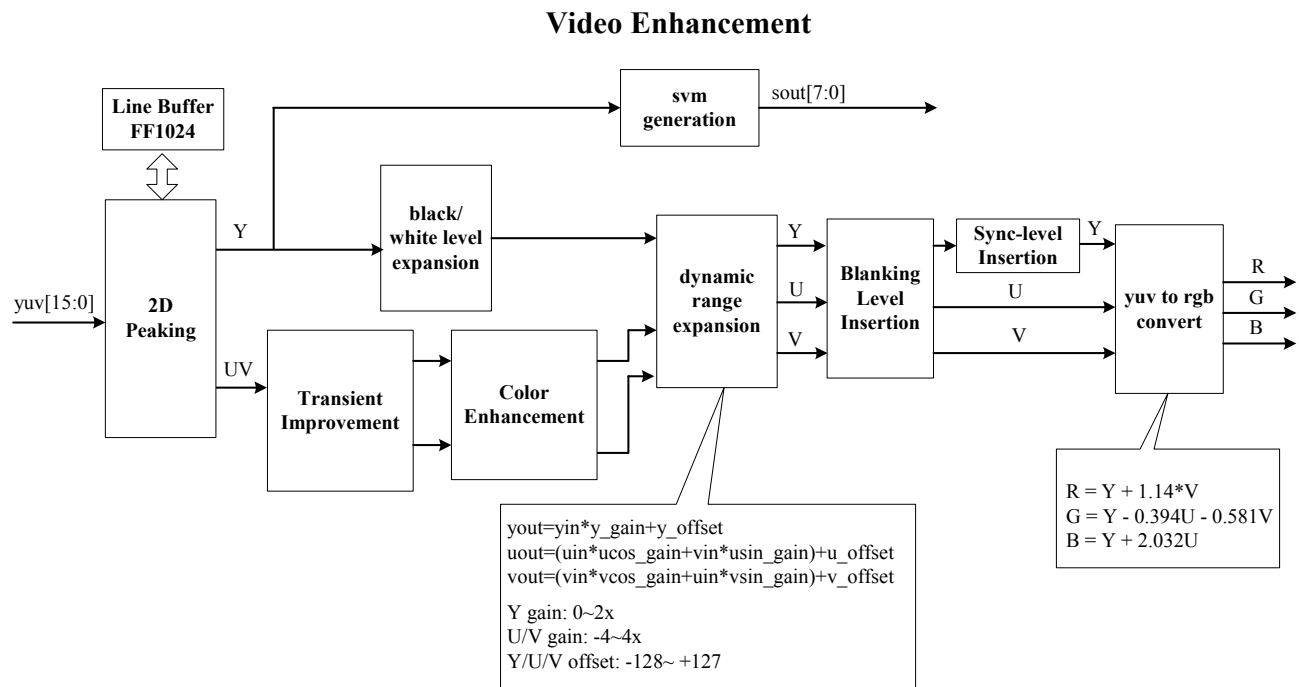 Video Enhancement
Line Buffer
FF1024
svm
generation
sout[7:0]
yuv[15:0]
2D
Peaking
Y
UV
black/
white level
expansion
Transient
Improvement
Color
Enhancement
dynamic
range
expansion
Y
U
V
Blanking
Level
Insertion
Sync-level
Insertion
Y
U
V
yuv to rgb
convert
R
G
B
yout=yin*y_gain+y_offset
uout=(uin*ucos_gain+vin*usin_gain)+u_offset
vout=(vin*vcos_gain+uin*vsin_gain)+v_offset
Y gain: 0~2x
U/V gain: -4~4x
Y/U/V offset: -128~ +127
R = Y + 1.14*V
G = Y - 0.394U - 0.581V
B = Y + 2.032U